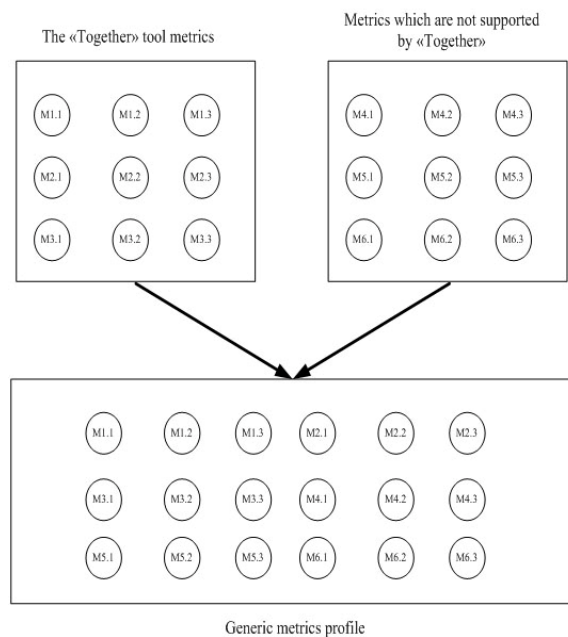 The «Together» tool metrics
Metrics which are not supported
by «Together»
M1.1 M1.2 M1.3
M2.1 M2.2 M2.3
M3.1 M3.2 M3.3
M4.1 M4.2 M4.3
M5.1 M5.2 M5.3
M6.1 M6.2 M6.3
M1.1 M1.2 M1.3 M2.1 M2.2 M2.3
M3.1 M3.2 M3.3 M4.1 M4.2 M4.3
M5.1 M5.2 M5.3 M6.1 M6.2 M6.3
Generic metrics profile